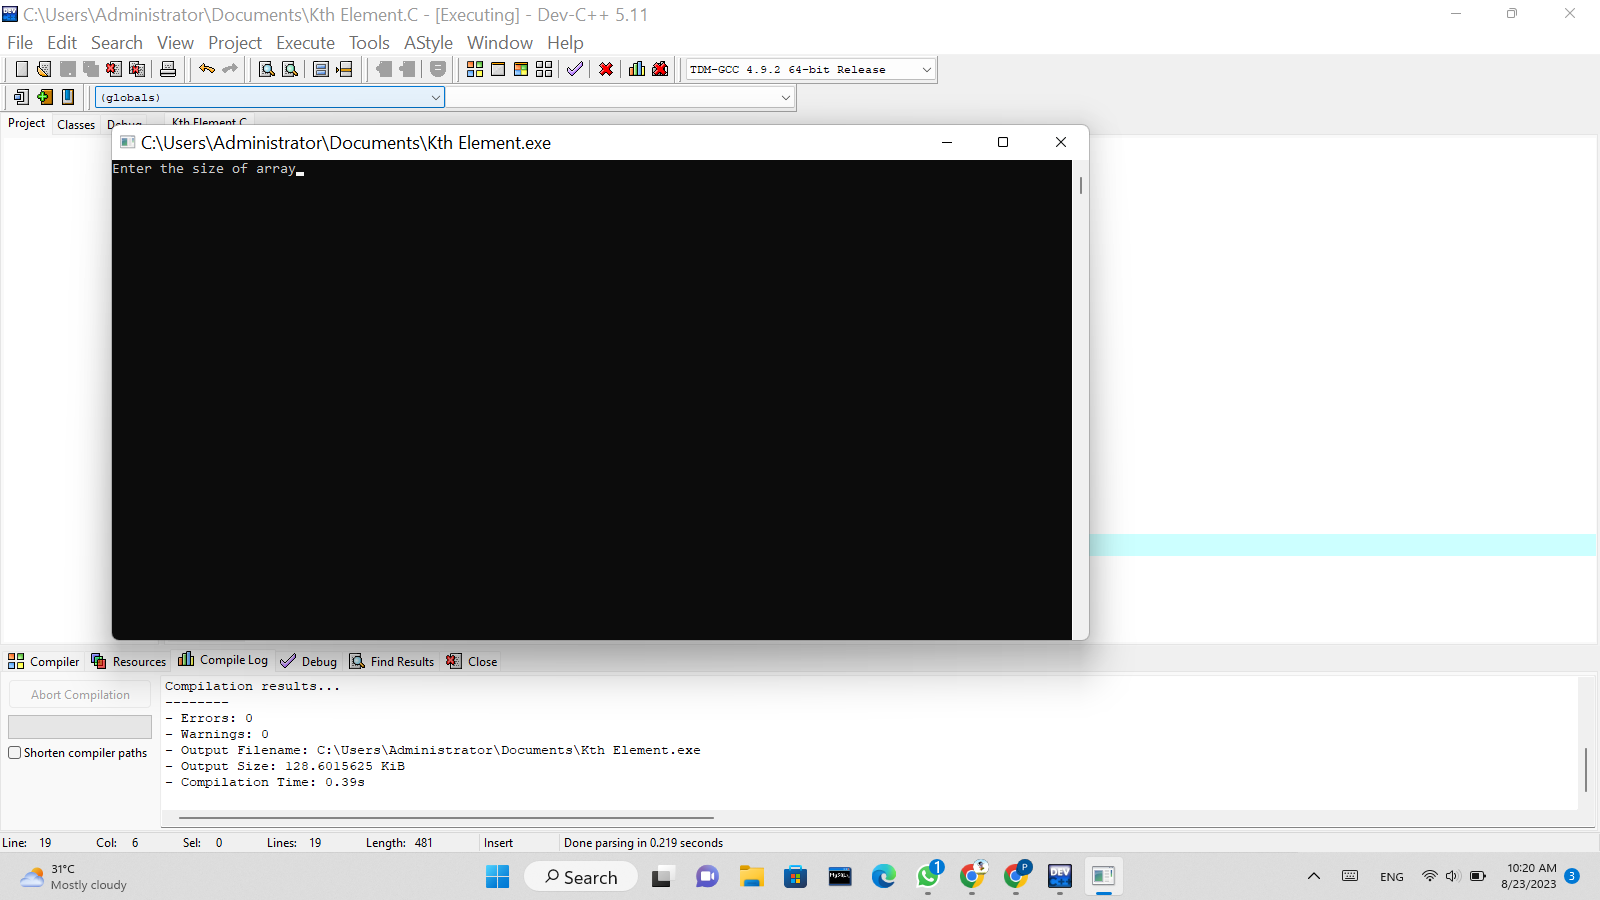 C:\Users\Administrator\Documents\Kth Element.C - [Executing] - Dev-C++ 5.11
File Edit Search View Project Execute Tools AStyle Window Help
TDM-GCC 4.9.2 64-bit Release
(globals)
Project Classes Debug Kth Element.C
C:\Users\Administrator\Documents\Kth Element.exe
Enter the size of array
Compiler Resources Compile Log Debug Find Results Close
Abort Compilation
Shorten compiler paths
Compilation results...
--------
- Errors: 0
- Warnings: 0
- Output Filename: C:\Users\Administrator\Documents\Kth Element.exe
- Output Size: 128.6015625 KiB
- Compilation Time: 0.39s
Line: 19 Col: 6 Sel: 0 Lines: 19 Length: 481 Insert Done parsing in 0.219 seconds
31°C
Mostly cloudy
Search
MySQL
1
P
DEV
ENG
10:20 AM
8/23/2023
3